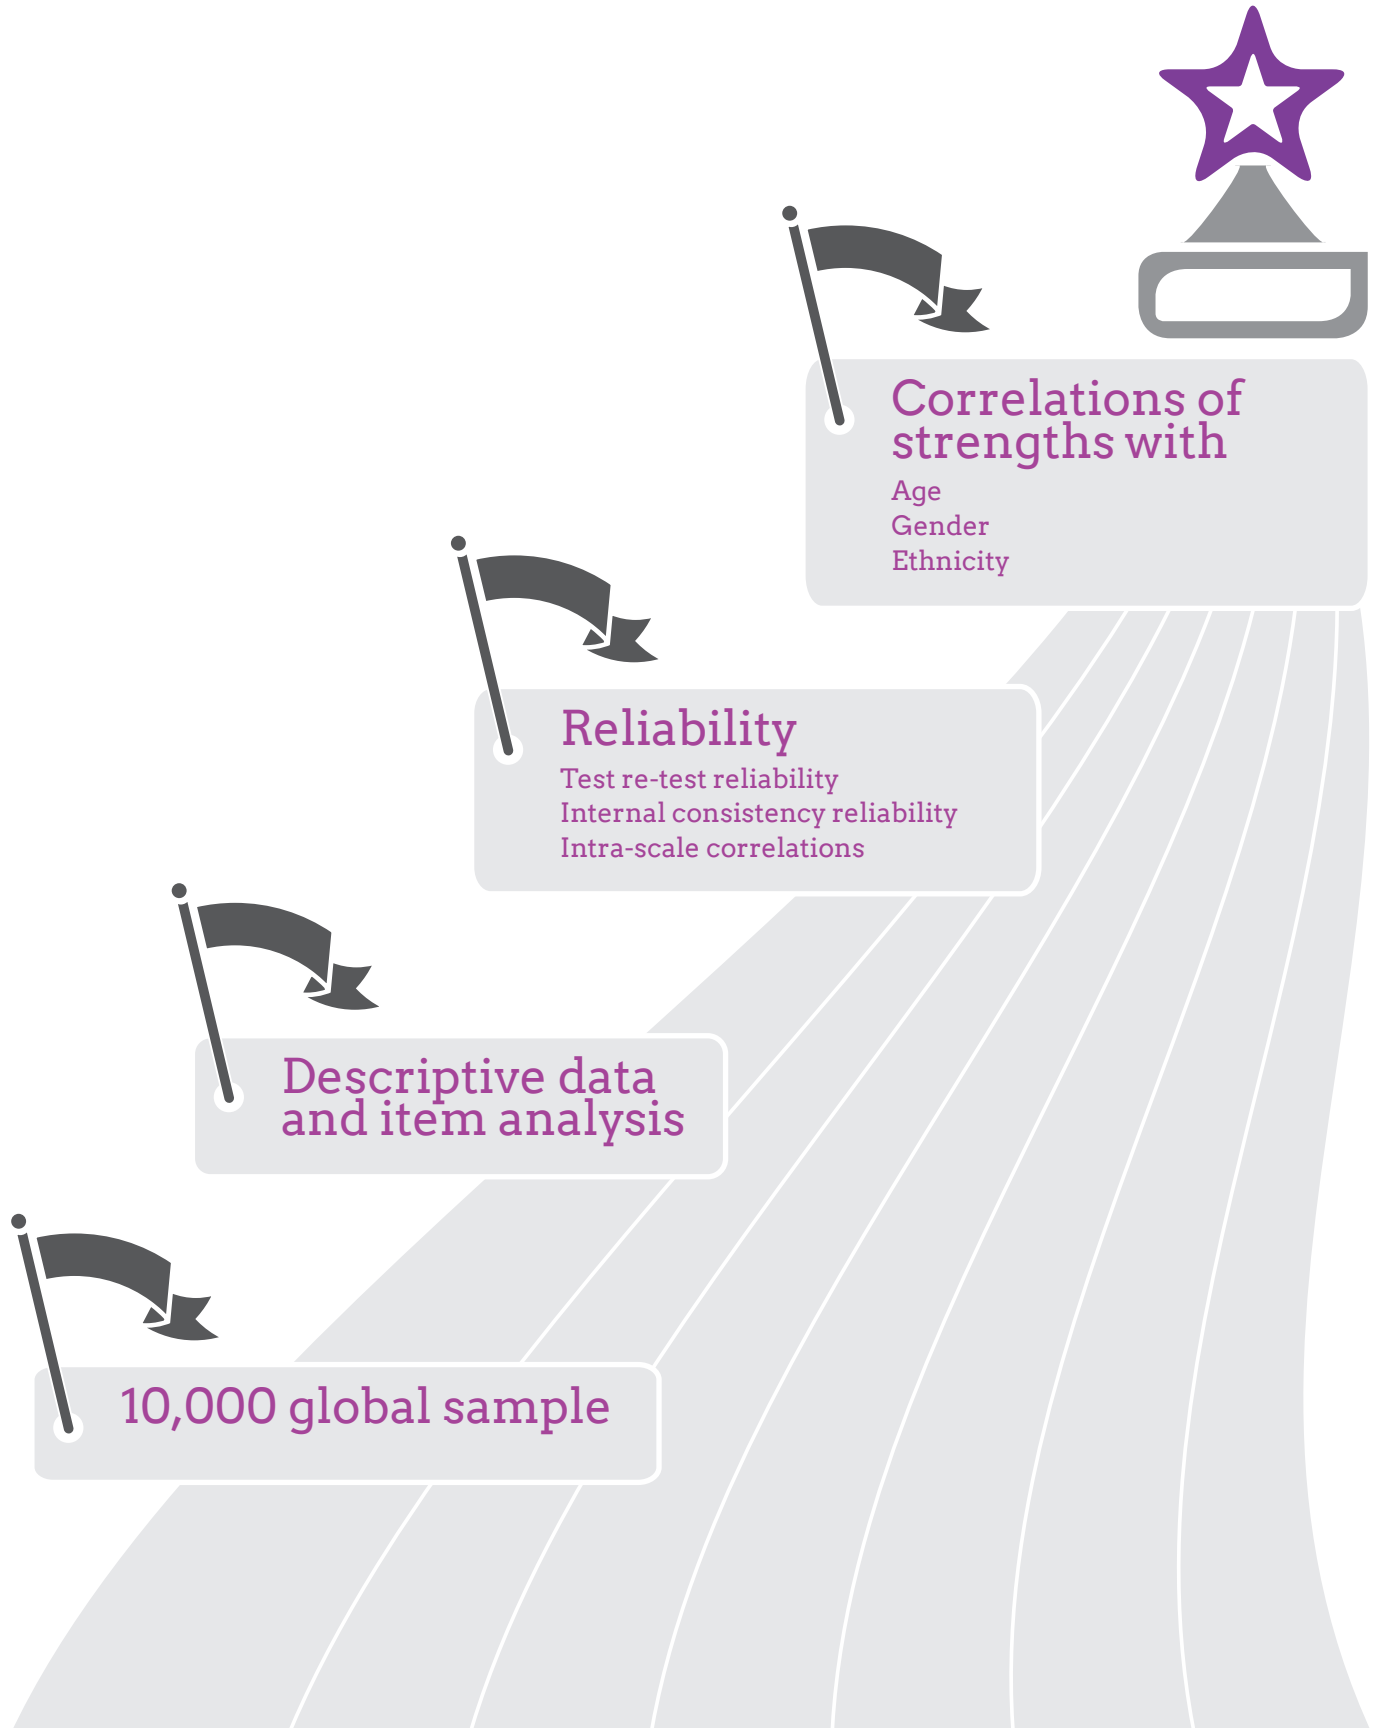 Correlations of
strengths with
Age
Gender
Ethnicity
Reliability
Test re-test reliability
Internal consistency reliability
Intra-scale correlations
Descriptive data
and item analysis
10,000 global sample